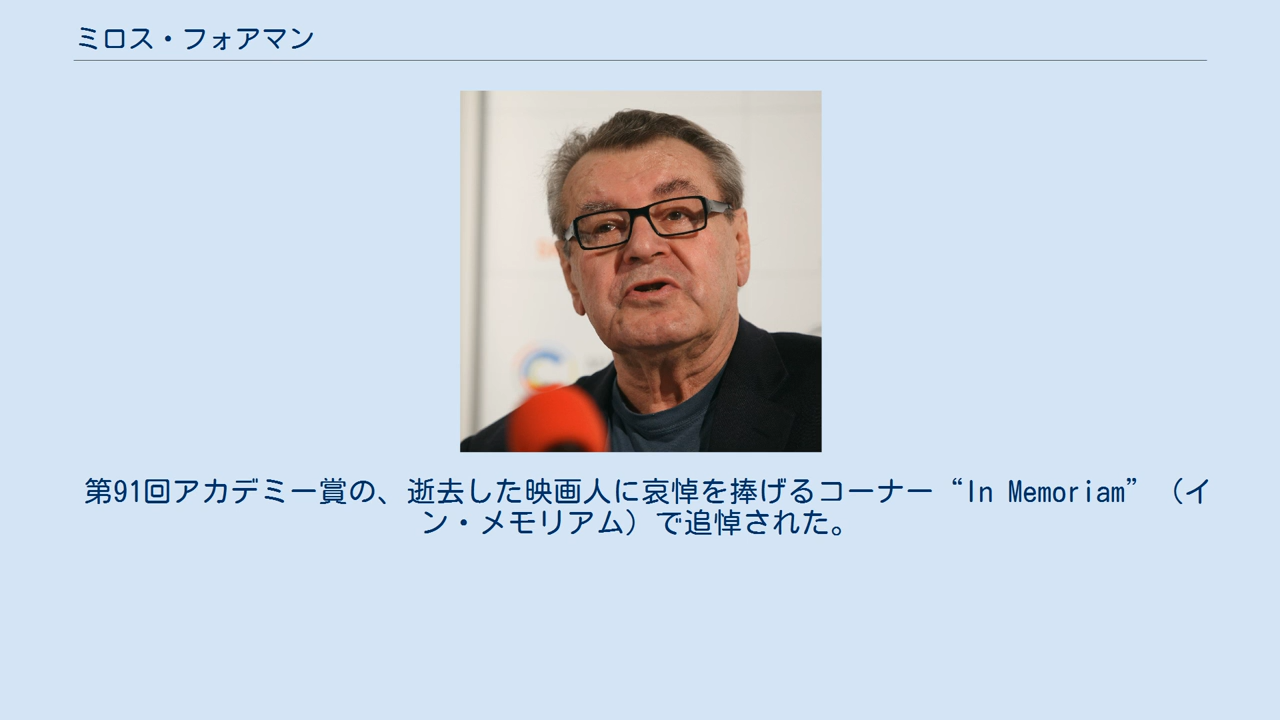 ミロス・フォアマン
第91回アカデミー賞の、逝去した映画人に哀悼を捧げるコーナー“In Memoriam”（イ
ン・メモリアム）で追悼された。